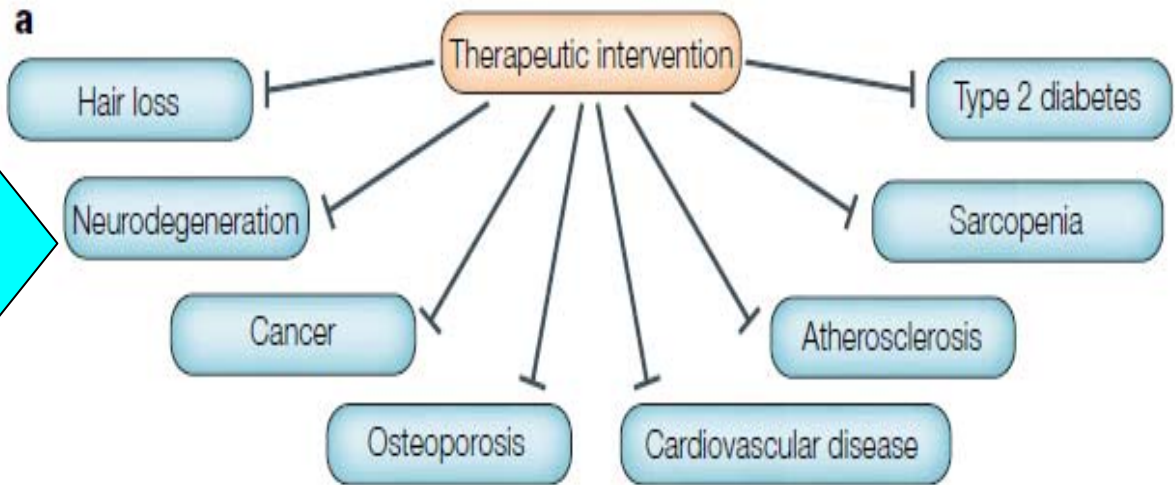 a
Therapeutic intervention
Hair loss
Type 2 diabetes
Neurodegeneration
Sarcopenia
Cancer
Atherosclerosis
Osteoporosis
Cardiovascular disease